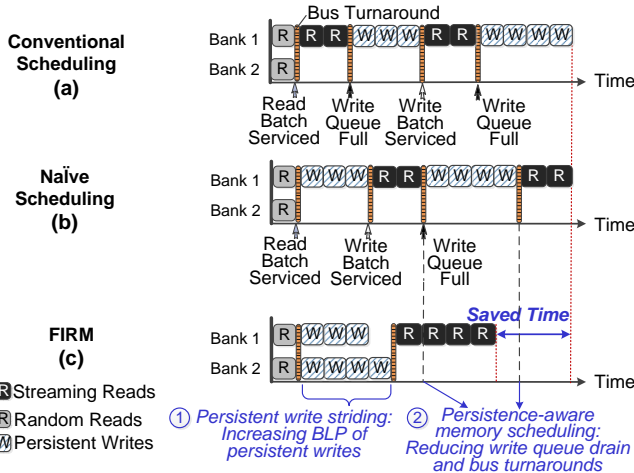 Bus Turnaround
Conventional
Scheduling
(a)
Bank 1
R R R W W W R R W W W W
Bank 2
R
Time
Read
Batch
Serviced
Write
Queue
Full
Write
Batch
Serviced
Write
Queue
Full
NaÏve
Scheduling
(b)
Bank 1
R W W W R R W W W W R R
Bank 2
R
Time
Read
Batch
Serviced
Write
Batch
Serviced
Write
Queue
Full
FIRM
(c)
Saved Time
Bank 1
R W W W R R R R
Bank 2
R W W W W
Time
R Streaming Reads
R Random Reads
W Persistent Writes
1 Persistent write striding:
Increasing BLP of
persistent writes
2 Persistence-aware
memory scheduling:
Reducing write queue drain
and bus turnarounds